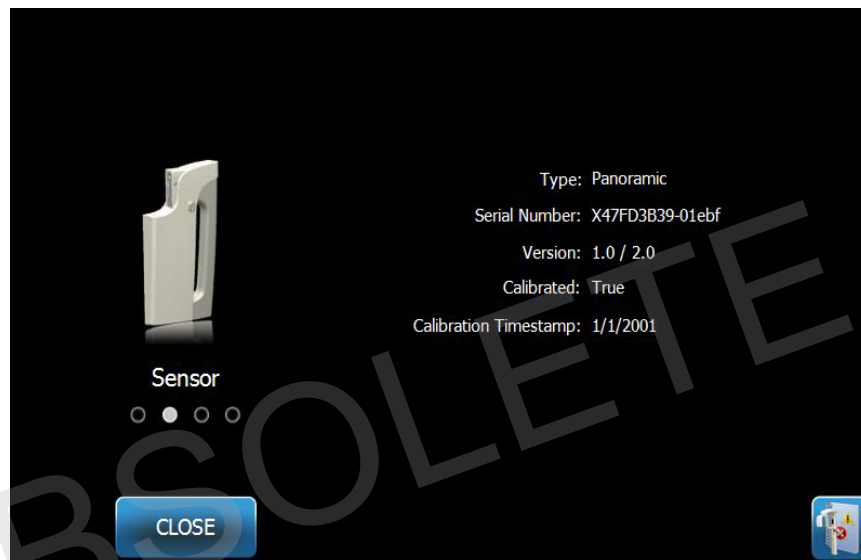 Type: Panoramic
Serial Number: X47FD3B39-01ebf
Version: 1.0 / 2.0
Calibrated: True
Calibration Timestamp: 1/1/2001
Sensor
CLOSE
BSOLETE